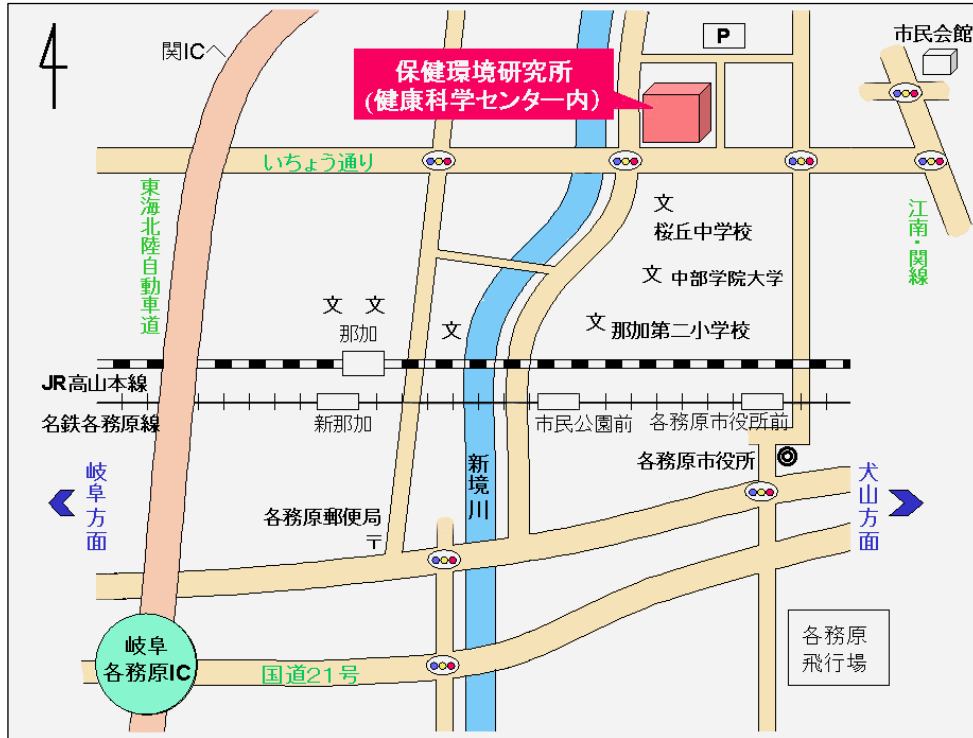 関ICへ
P
市民会館
保健環境研究所
(健康科学センター内)
いちょう通り
東海北陸自動車道
江南・関線
文
桜丘中学校
文 中部学院大学
文 文
那加
文
文 那加第二小学校
JR高山本線
名鉄各務原線
新那加
市民公園前
各務原市役所前
岐阜方面
新境川
各務原市役所
犬山方面
各務原郵便局
〒
岐阜
各務原IC
国道21号
各務原
飛行場